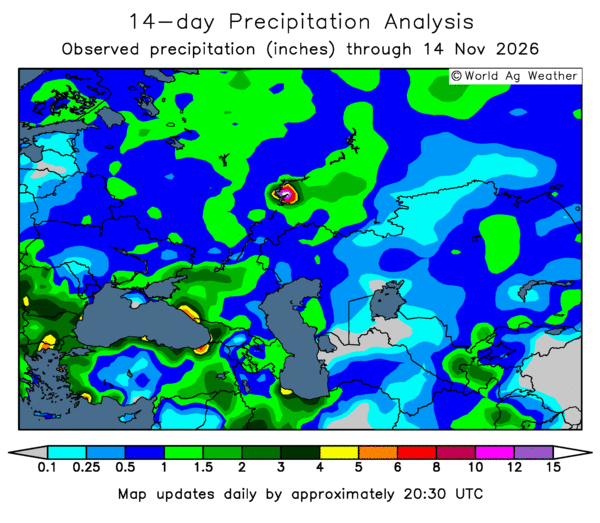 14-day Precipitation Analysis
Observed precipitation (inches) through 14 Nov 2026
© World Ag Weather
0.1 0.25 0.5 1 1.5 2 3 4 5 6 8 10 12 15
Map updates daily by approximately 20:30 UTC